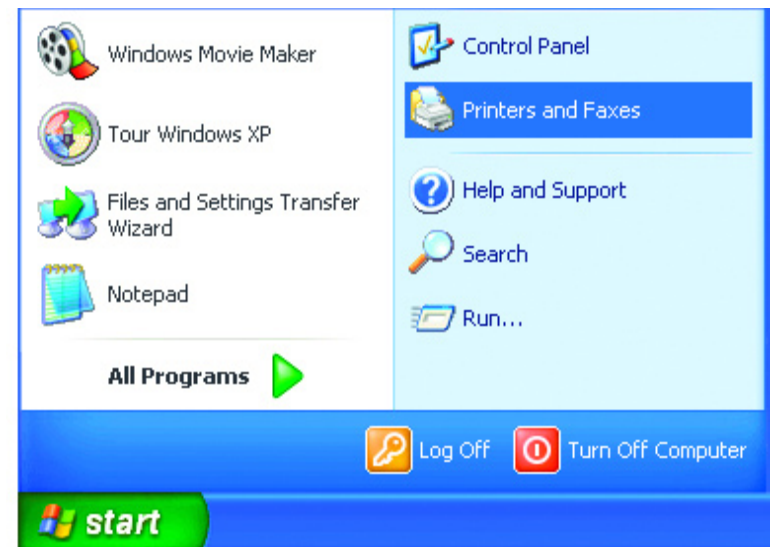 Windows Movie Maker
Tour Windows XP
Files and Settings Transfer
Wizard
Notepad
All Programs
Control Panel
Printers and Faxes
Help and Support
Search
Run...
Log Off
Turn Off Computer
start